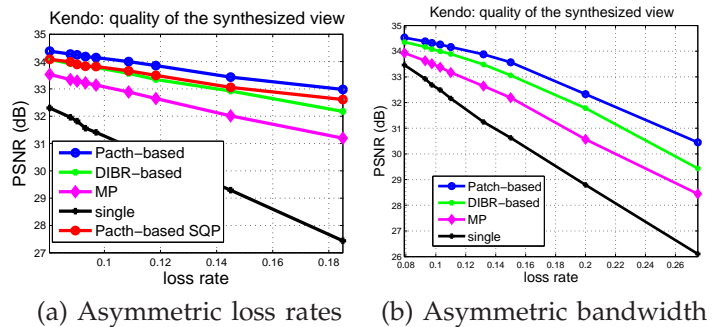 Kendo: quality of the synthesized view
35
34
33
32
31
30
29
28
27
PSNR (dB)
Pacth-based
DIBR-based
MP
single
Pacth-based SQP
0.1
0.12
0.14
0.16
0.18
loss rate
(a) Asymmetric loss rates
Kendo: quality of the synthesized view
35
34
33
32
31
30
29
28
27
26
PSNR (dB)
Patch-based
DIBR-based
MP
single
0.08
0.1
0.12
0.14
0.16
0.18
0.2
0.22
0.24
0.26
loss rate
(b) Asymmetric bandwidth